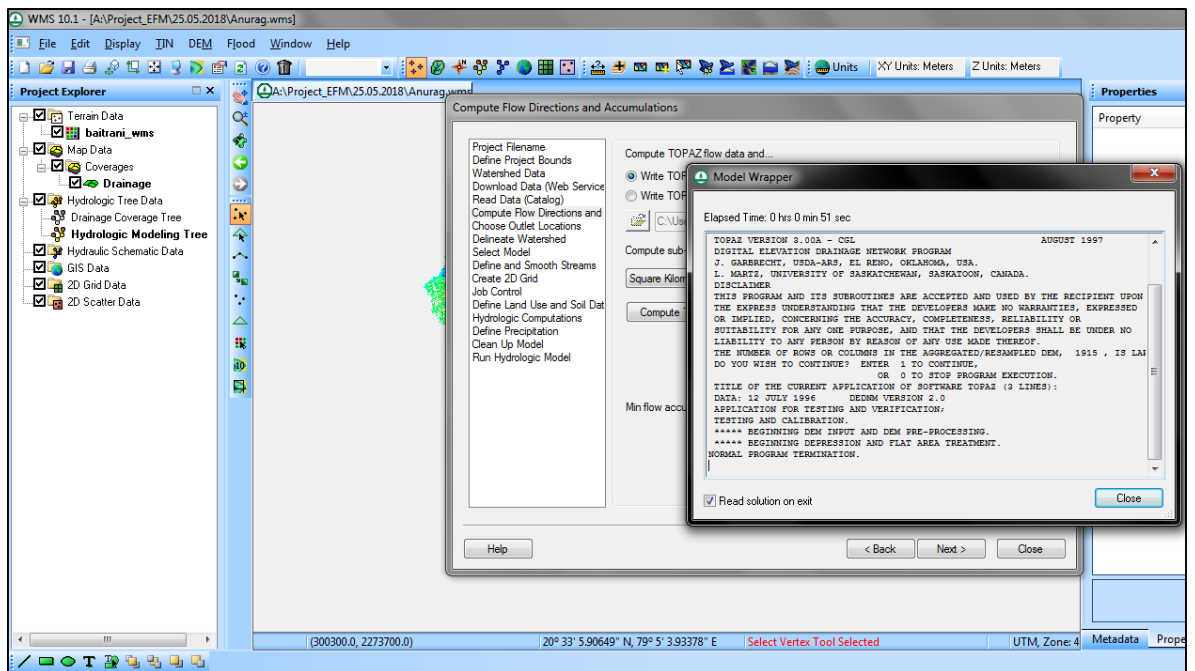 WMS 10.1 - [A:\Project_EFM\25.05.2018\Anurag.wms]
File Edit Display TIN DEM Flood Window Help
Units XY Units: Meters Z Units: Meters
Project Explorer
Terrain Data
baitrani_wms
Map Data
Coverages
Drainage
Hydrologic Tree Data
Drainage Coverage Tree
Hydrologic Modeling Tree
Hydraulic Schematic Data
GIS Data
2D Grid Data
2D Scatter Data
A:\Project_EFM\25.05.2018\Anurag.wms
Compute Flow Directions and Accumulations
Project Filename
Define Project Bounds
Watershed Data
Download Data (Web Service
Read Data (Catalog)
Compute Flow Directions and
Choose Outlet Locations
Delineate Watershed
Select Model
Define and Smooth Streams
Create 2D Grid
Job Control
Define Land Use and Soil Dat
Hydrologic Computations
Define Precipitation
Clean Up Model
Run Hydrologic Model
Compute TOPAZ flow data and...
Write TOP
Write TOP
C:\Use
Compute sub-
Square Kilom
Compute
Min flow accu
Help
< Back
Next >
Close
Model Wrapper
Elapsed Time: 0 hrs 0 min 51 sec
TOPAZ VERSION 3.00A - CGL AUGUST 1997
DIGITAL ELEVATION DRAINAGE NETWORK PROGRAM
J. GARBRECHT, USDA-ARS, EL RENO, OKLAHOMA, USA.
L. MARTZ, UNIVERSITY OF SASKATCHEWAN, SASKATOON, CANADA.
DISCLAIMER
THIS PROGRAM AND ITS SUBROUTINES ARE ACCEPTED AND USED BY THE RECIPIENT UPON
THE EXPRESS UNDERSTANDING THAT THE DEVELOPERS MAKE NO WARRANTIES, EXPRESSED
OR IMPLIED, CONCERNING THE ACCURACY, COMPLETENESS, RELIABILITY OR
SUITABILITY FOR ANY ONE PURPOSE, AND THAT THE DEVELOPERS SHALL BE UNDER NO
LIABILITY TO ANY PERSON BY REASON OF ANY USE MADE THEREOF.
THE NUMBER OF ROWS OR COLUMNS IN THE AGGREGATED/RESAMPLED DEM, 1915 , IS LAR
DO YOU WISH TO CONTINUE? ENTER 1 TO CONTINUE,
OR 0 TO STOP PROGRAM EXECUTION.
TITLE OF THE CURRENT APPLICATION OF SOFTWARE TOPAZ (3 LINES):
DATA: 12 JULY 1996 DEDNM VERSION 2.0
APPLICATION FOR TESTING AND VERIFICATION;
TESTING AND CALIBRATION.
***** BEGINNING DEM INPUT AND DEM PRE-PROCESSING.
***** BEGINNING DEPRESSION AND FLAT AREA TREATMENT.
NORMAL PROGRAM TERMINATION.
Read solution on exit
Close
Properties
Property
(300300.0, 2273700.0)
20° 33' 5.90649" N, 79° 5' 3.93378" E
Select Vertex Tool Selected
UTM, Zone: 4
Metadata Prope
T